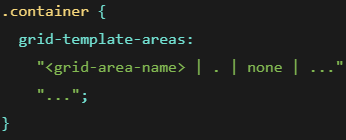 .container {
  grid-template-areas:
    "<grid-area-name> | . | none | ..."
    "...";
}